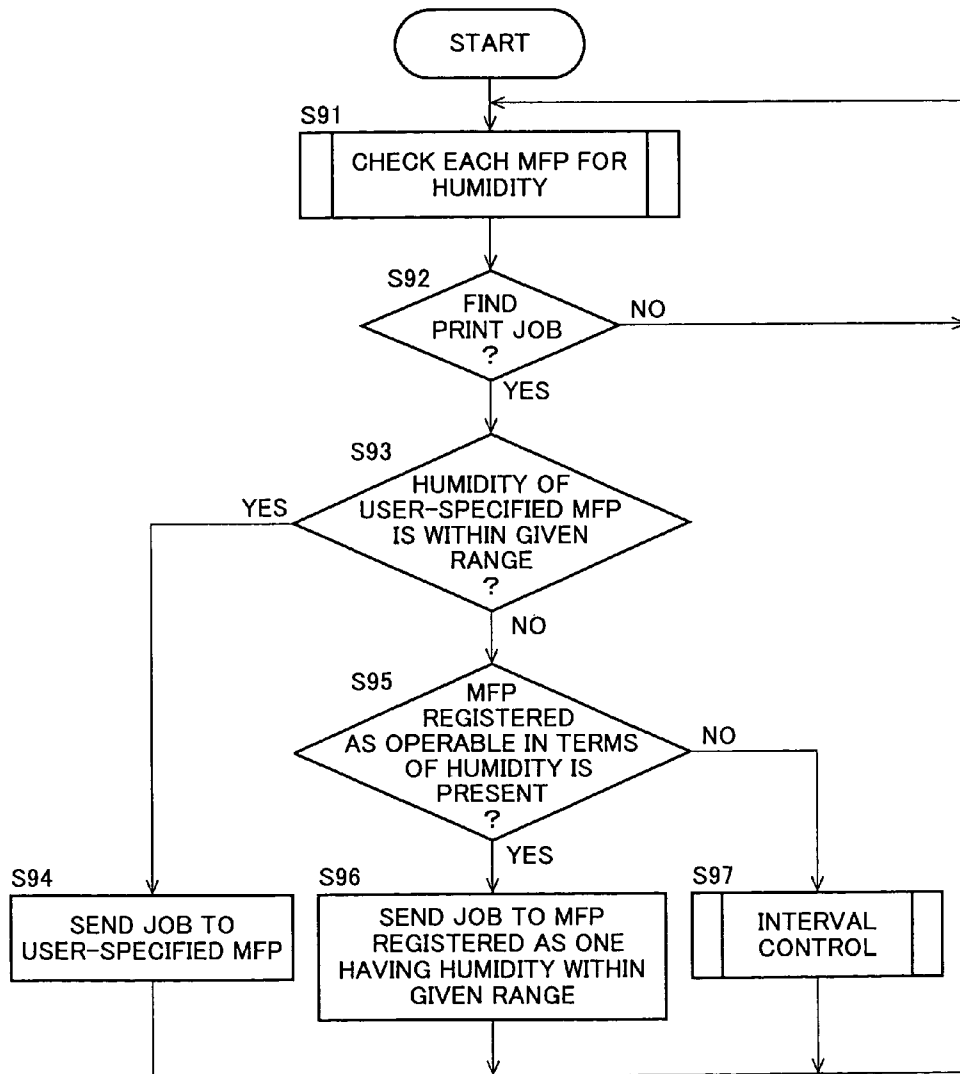 START
S91
CHECK EACH MFP FOR
HUMIDITY
S92
FIND
PRINT JOB
?
NO
YES
S93
HUMIDITY OF
USER-SPECIFIED MFP
IS WITHIN GIVEN
RANGE
?
YES
NO
S95
MFP
REGISTERED
AS OPERABLE IN TERMS
OF HUMIDITY IS
PRESENT
?
NO
YES
S94
SEND JOB TO
USER-SPECIFIED MFP
S96
SEND JOB TO MFP
REGISTERED AS ONE
HAVING HUMIDITY WITHIN
GIVEN RANGE
S97
INTERVAL
CONTROL